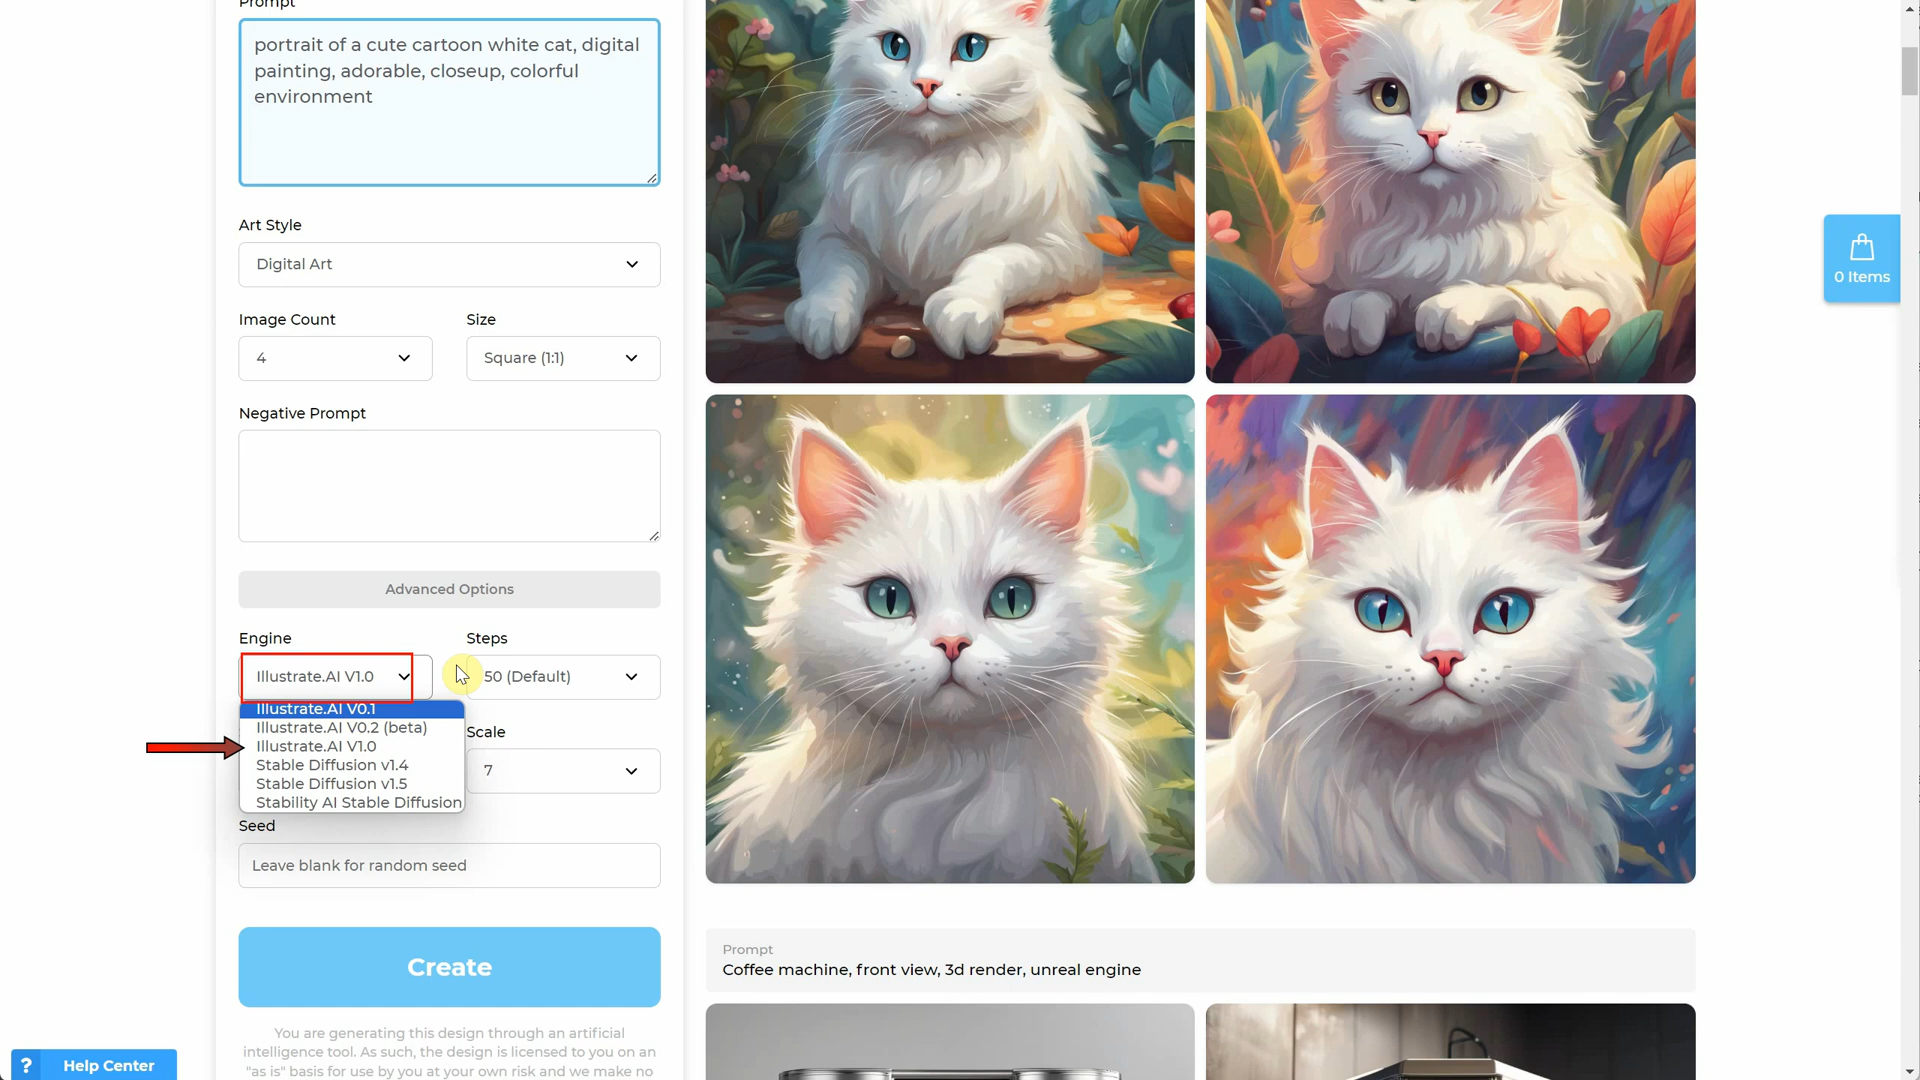 Prompt
portrait of a cute cartoon white cat, digital
painting, adorable, closeup, colorful
environment
Art Style
Digital Art
Image Count
Size
4
Square (1:1)
Negative Prompt
Advanced Options
Engine
Steps
Illustrate.AI V1.0
50 (Default)
Illustrate.AI V0.1
Illustrate.AI V0.2 (beta)
Illustrate.AI V1.0
Stable Diffusion v1.4
Stable Diffusion v1.5
Stability AI Stable Diffusion
Scale
7
Seed
Leave blank for random seed
Create
You are generating this design through an artificial
intelligence tool. As such, the design is licensed to you on an
"as is" basis for use by you at your own risk and we make no
? Help Center
Prompt
Coffee machine, front view, 3d render, unreal engine
0 Items